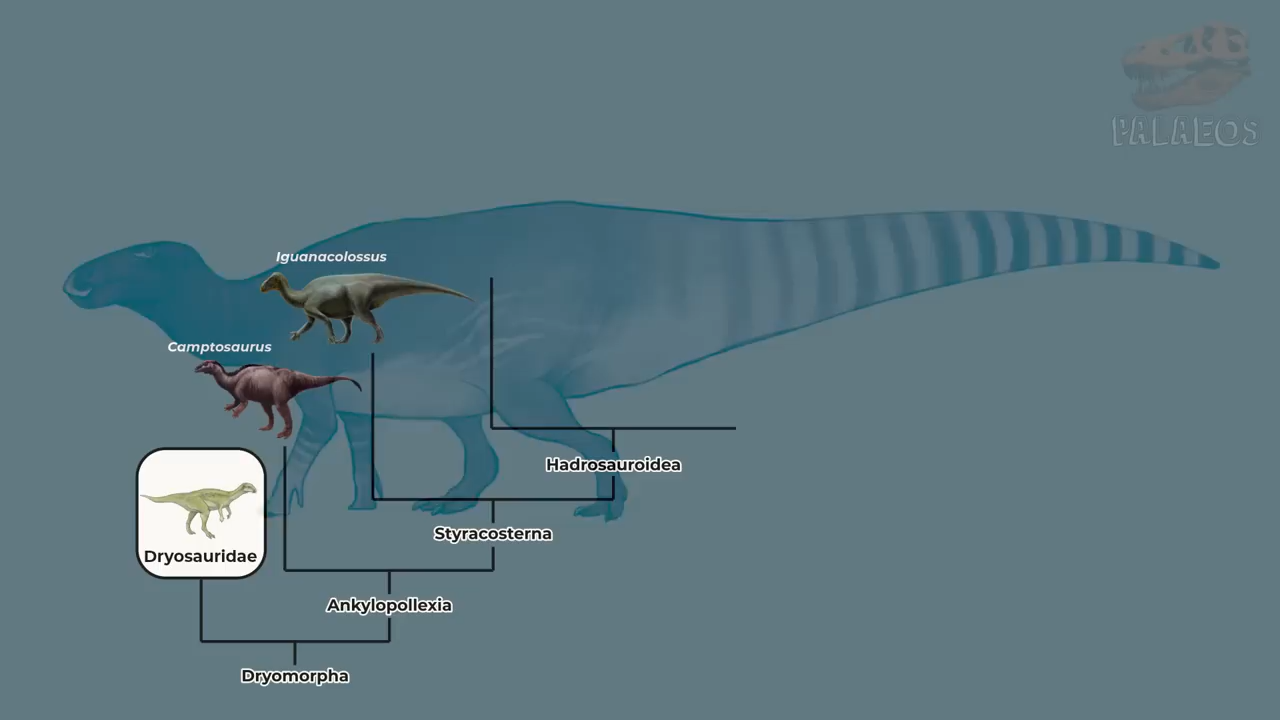 PALAEOS
Iguanacolossus
Camptosaurus
Hadrosauroidea
Styracosterna
Dryosauridae
Ankylopollexia
Dryomorpha